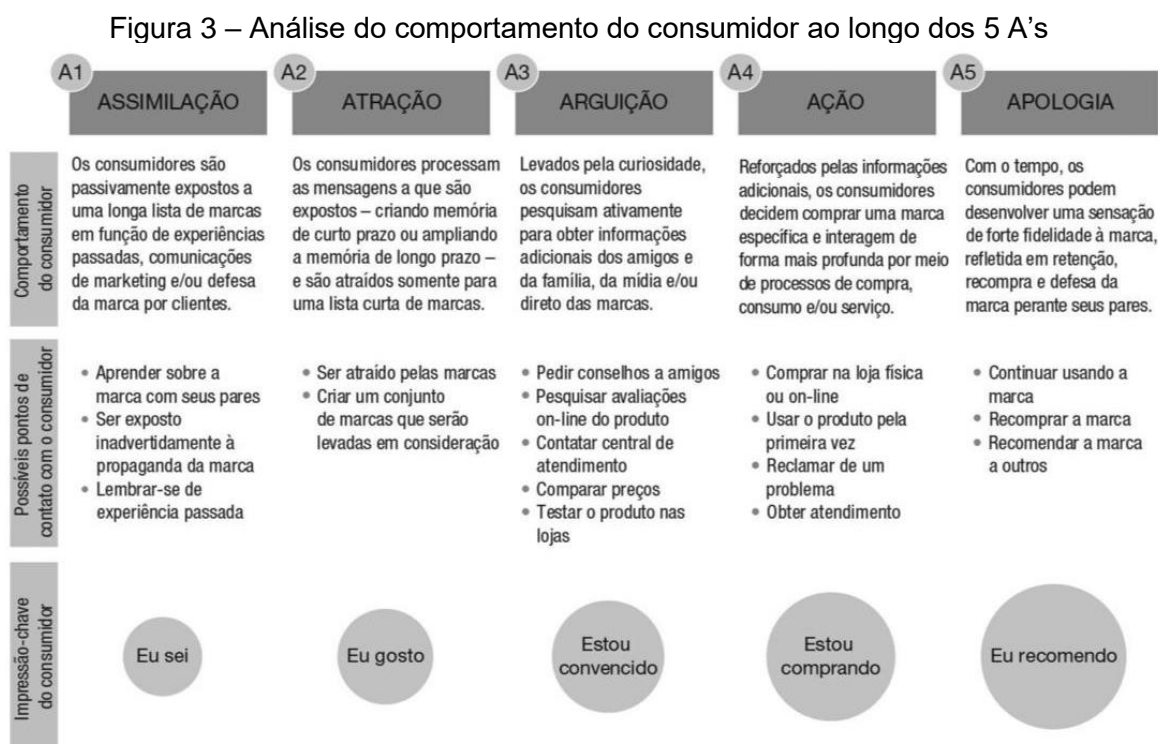 Figura 3 – Análise do comportamento do consumidor ao longo dos 5 A’s
A1
ASSIMILAÇÃO
A2
ATRAÇÃO
A3
ARGUIÇÃO
A4
AÇÃO
A5
APOLOGIA
Comportamento
do consumidor
Os consumidores são
passivamente expostos a
uma longa lista de marcas
em função de experiências
passadas, comunicações
de marketing e/ou defesa
da marca por clientes.
Os consumidores processam
as mensagens a que são
expostos – criando memória
de curto prazo ou ampliando
a memória de longo prazo –
e são atraídos somente para
uma lista curta de marcas.
Levados pela curiosidade,
os consumidores
pesquisam ativamente
para obter informações
adicionais dos amigos e
da família, da mídia e/ou
direto das marcas.
Reforçados pelas informações
adicionais, os consumidores
decidem comprar uma marca
específica e interagem de
forma mais profunda por meio
de processos de compra,
consumo e/ou serviço.
Com o tempo, os
consumidores podem
desenvolver uma sensação
de forte fidelidade à marca,
refletida em retenção,
recompra e defesa da
marca perante seus pares.
Possíveis pontos de
contato com o consumidor
• Aprender sobre a
marca com seus pares
• Ser exposto
inadvertidamente à
propaganda da marca
• Lembrar-se de
experiência passada
• Ser atraído pelas marcas
• Criar um conjunto
de marcas que serão
levadas em consideração
• Pedir conselhos a amigos
• Pesquisar avaliações
on-line do produto
• Contatar central de
atendimento
• Comparar preços
• Testar o produto nas
lojas
• Comprar na loja física
ou on-line
• Usar o produto pela
primeira vez
• Reclamar de um
problema
• Obter atendimento
• Continuar usando a
marca
• Recomprar a marca
• Recomendar a marca
a outros
Impressão-chave
do consumidor
Eu sei
Eu gosto
Estou
convencido
Estou
comprando
Eu recomendo